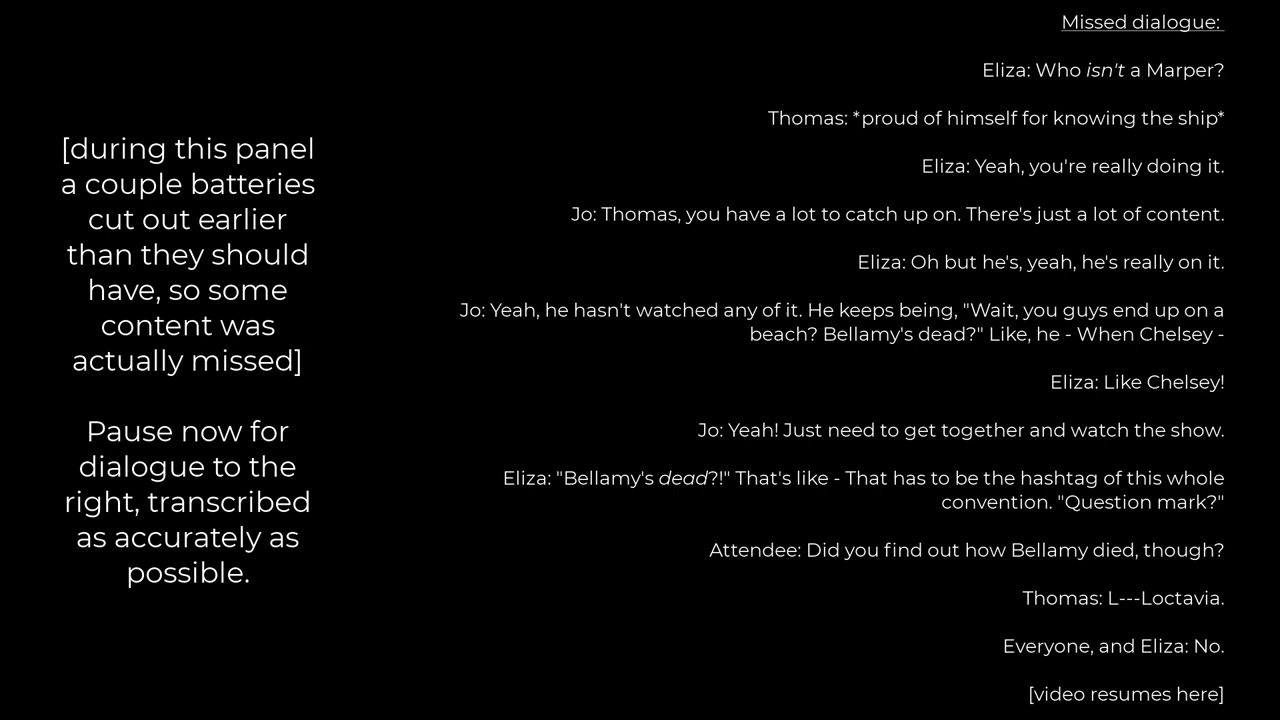 [during this panel
a couple batteries
cut out earlier
than they should
have, so some
content was
actually missed]
Pause now for
dialogue to the
right, transcribed
as accurately as
possible.
Missed dialogue:
Eliza: Who isn't a Marper?
Thomas: *proud of himself for knowing the ship*
Eliza: Yeah, you're really doing it.
Jo: Thomas, you have a lot to catch up on. There's just a lot of content.
Eliza: Oh but he's, yeah, he's really on it.
Jo: Yeah, he hasn't watched any of it. He keeps being, "Wait, you guys end up on a
beach? Bellamy's dead?" Like, he - When Chelsey -
Eliza: Like Chelsey!
Jo: Yeah! Just need to get together and watch the show.
Eliza: "Bellamy's dead?!" That's like - That has to be the hashtag of this whole
convention. "Question mark?"
Attendee: Did you find out how Bellamy died, though?
Thomas: L---Loctavia.
Everyone, and Eliza: No.
[video resumes here]